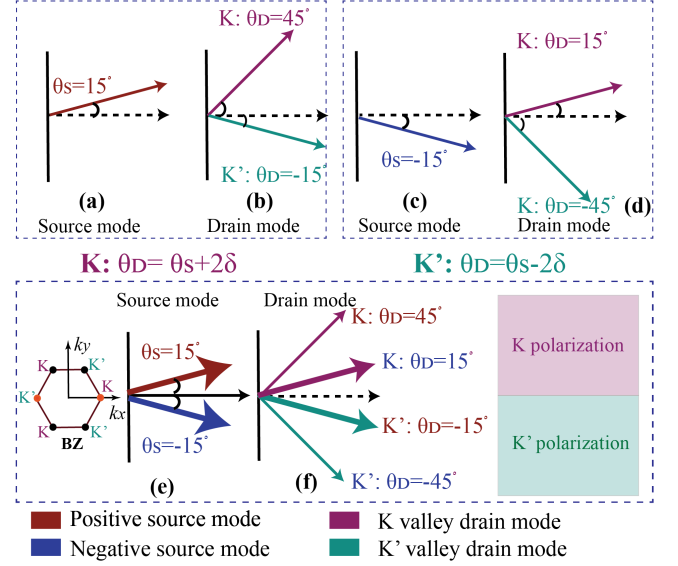 K: θD=45°
θs=15°
K': θD=-15°
(a)
(b)
Source mode
Drain mode
K: θD=15°
θs=-15°
K: θD=-45°
(c)
(d)
Source mode
Drain mode
K: θD= θs+2δ
K': θD=θs-2δ
Source mode
Drain mode
ky
K
K'
K'
K
kx
K
K'
BZ
θs=15°
θs=-15°
(e)
K: θD=45°
K: θD=15°
K': θD=-15°
K': θD=-45°
(f)
K polarization
K' polarization
Positive source mode
Negative source mode
K valley drain mode
K' valley drain mode